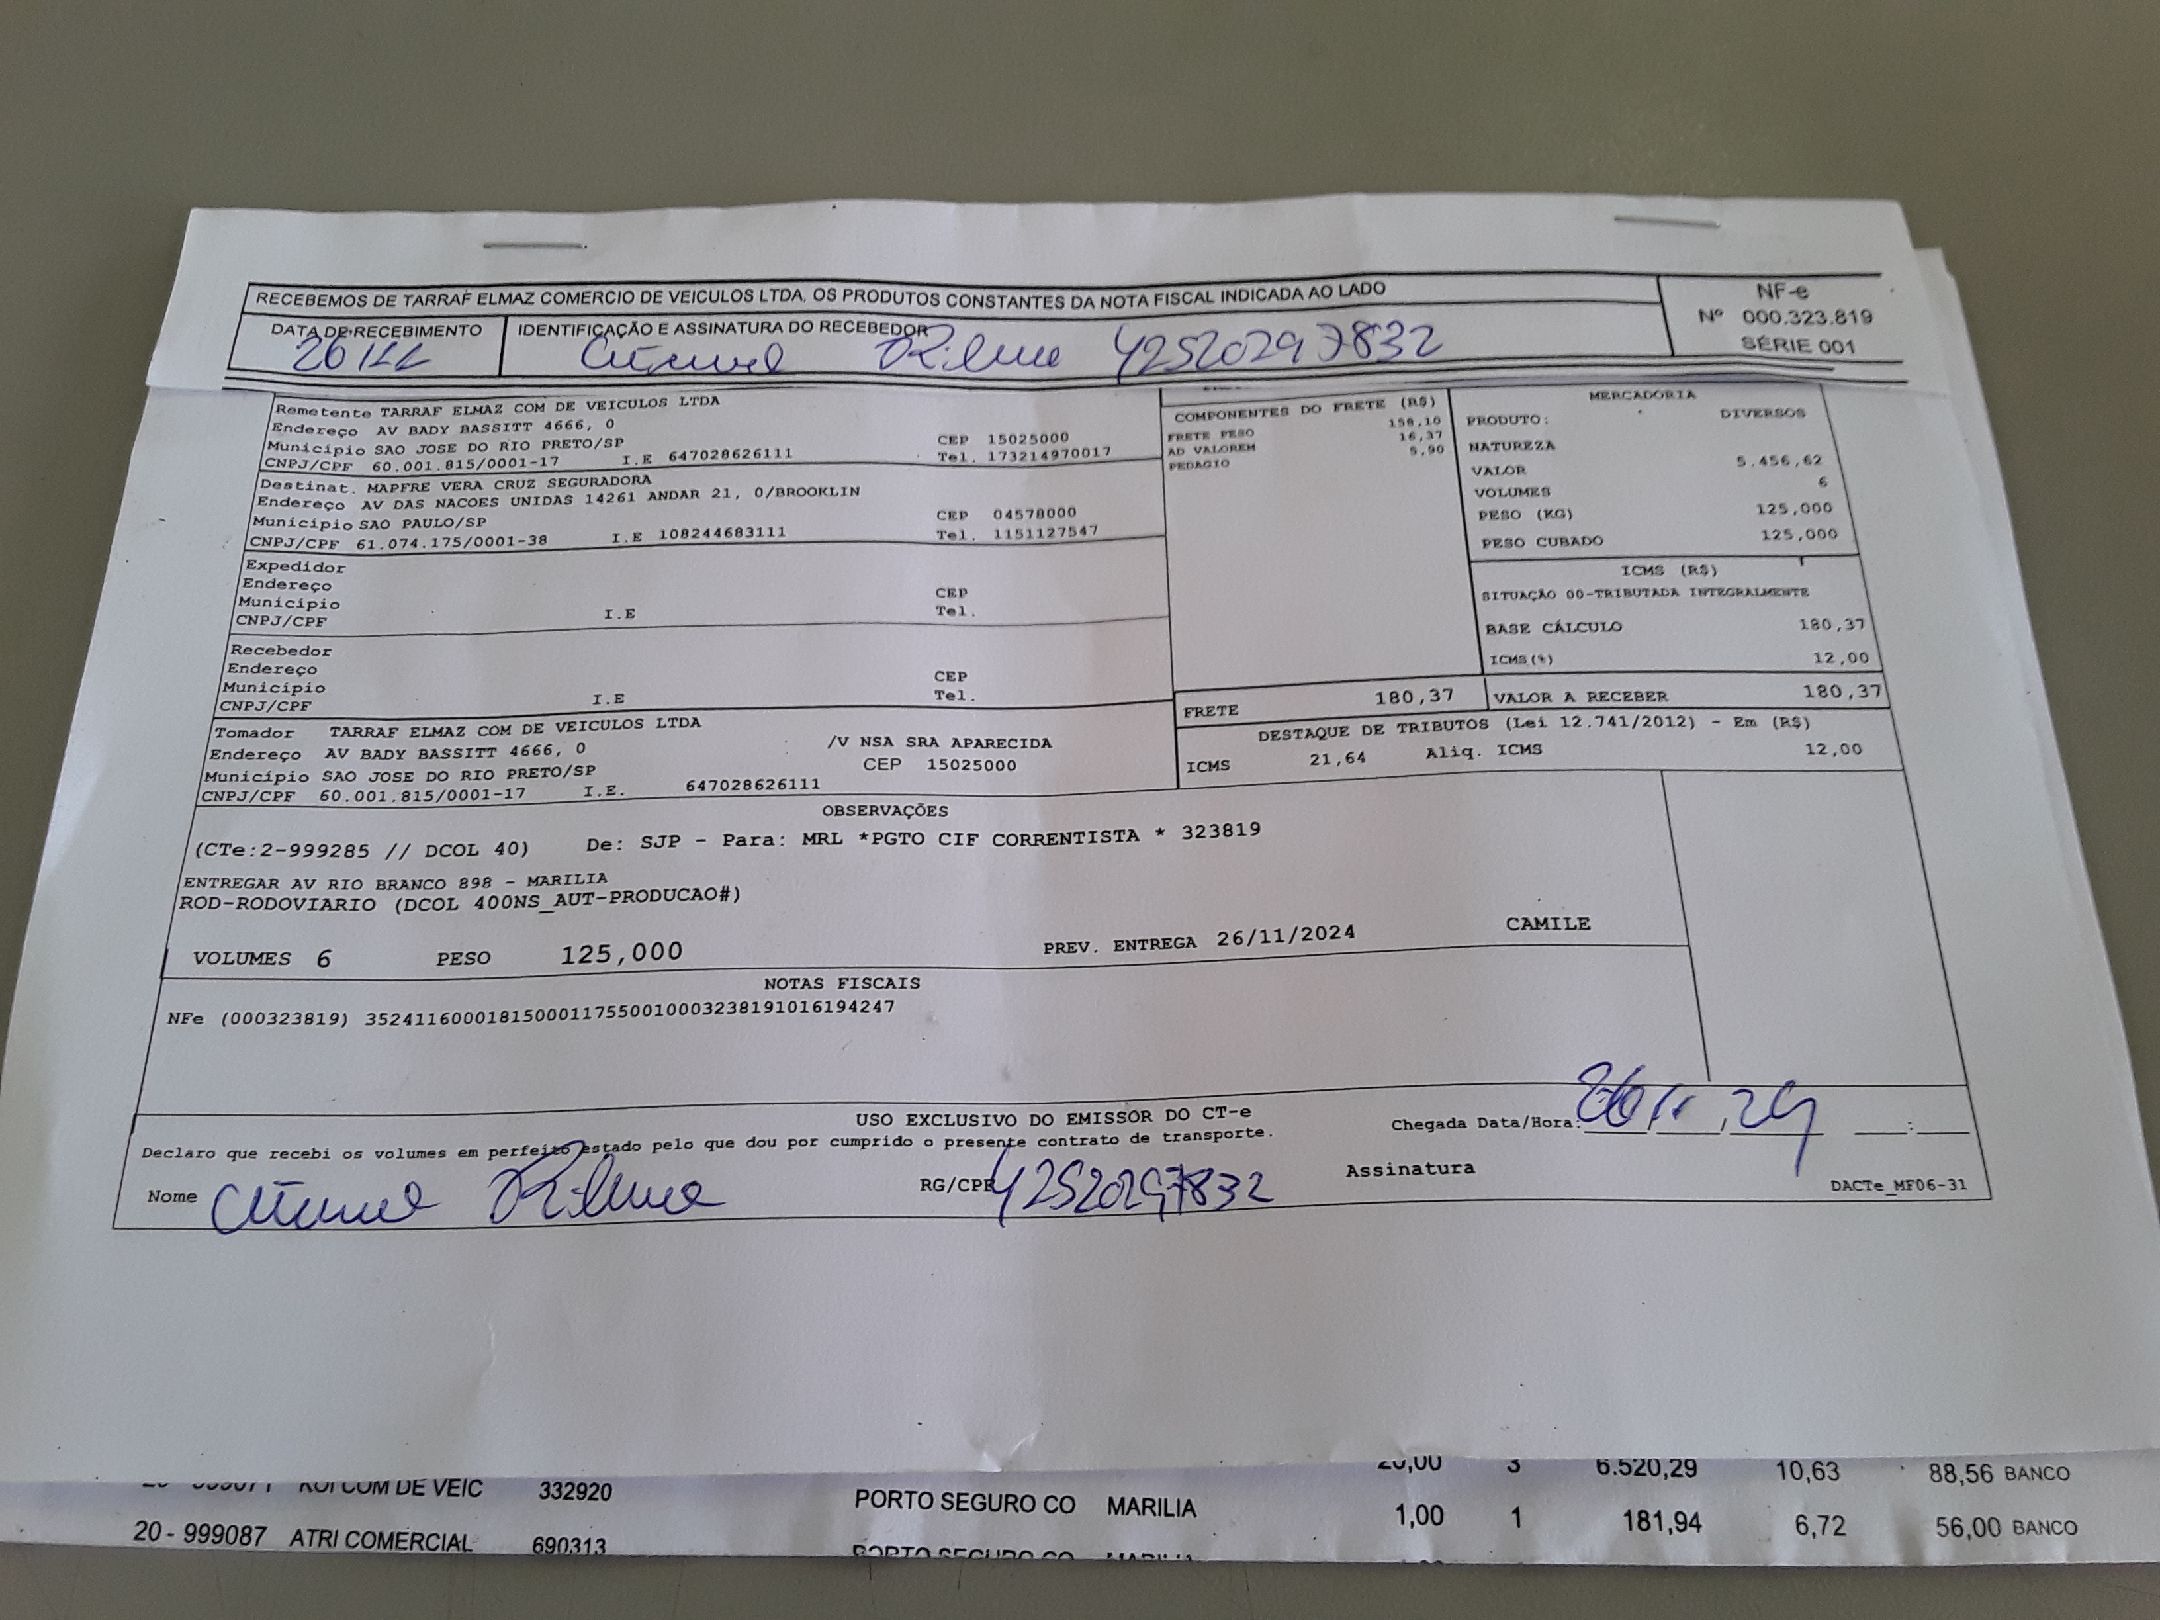 RECEBEMOS DE TARRAF ELMAZ COMERCIO DE VEICULOS LTDA. OS PRODUTOS CONSTANTES DA NOTA FISCAL INDICADA AO LADO
NF-e
Nº 000.323.819
SÉRIE 001
DATA DE RECEBIMENTO IDENTIFICAÇÃO E ASSINATURA DO RECEBEDOR
26/11 42520297832
Remetente TARRAF ELMAZ COM DE VEICULOS LTDA
Endereço AV BADY BASSITT 4666, 0
Município SAO JOSE DO RIO PRETO/SP CEP 15025000
CNPJ/CPF 60.001.815/0001-17 I.E 647028626111 Tel. 173214970017
Destinat. MAPFRE VERA CRUZ SEGURADORA
Endereço AV DAS NACOES UNIDAS 14261 ANDAR 21, 0/BROOKLIN
Município SAO PAULO/SP CEP 04578000
CNPJ/CPF 61.074.175/0001-38 I.E 108244683111 Tel. 1151127547
Expedidor
Endereço
Município CEP
CNPJ/CPF I.E Tel.
Recebedor
Endereço
Município CEP
CNPJ/CPF I.E Tel.
Tomador TARRAF ELMAZ COM DE VEICULOS LTDA
Endereço AV BADY BASSITT 4666, 0 /V NSA SRA APARECIDA
Município SAO JOSE DO RIO PRETO/SP CEP 15025000
CNPJ/CPF 60.001.815/0001-17 I.E. 647028626111
COMPONENTES DO FRETE (R$)
FRETE PESO 158,10
AD VALOREM 16,37
PEDAGIO 5,90
MERCADORIA
PRODUTO: DIVERSOS
NATUREZA
VALOR 5.456,62
VOLUMES 6
PESO (KG) 125,000
PESO CUBADO 125,000
ICMS (R$)
SITUAÇÃO 00-TRIBUTADA INTEGRALMENTE
BASE CÁLCULO 180,37
ICMS(%) 12,00
FRETE 180,37 VALOR A RECEBER 180,37
DESTAQUE DE TRIBUTOS (Lei 12.741/2012) - Em (R$)
ICMS 21,64 Aliq. ICMS 12,00
OBSERVAÇÕES
(CTe:2-999285 // DCOL 40) De: SJP - Para: MRL *PGTO CIF CORRENTISTA * 323819
ENTREGAR AV RIO BRANCO 898 - MARILIA
ROD-RODOVIARIO (DCOL 400NS_AUT-PRODUCAO#)
VOLUMES 6 PESO 125,000 PREV. ENTREGA 26/11/2024 CAMILE
NOTAS FISCAIS
NFe (000323819) 35241160001815000117550010003238191016194247
USO EXCLUSIVO DO EMISSOR DO CT-e
Declaro que recebi os volumes em perfeito estado pelo que dou por cumprido o presente contrato de transporte.
Chegada Data/Hora: 26 11 24 :
Nome RG/CPF 42520297832 Assinatura
DACTe_MF06-31
20,00 3 6.520,29 10,63 88,56 BANCO
COM DE VEIC 332920 PORTO SEGURO CO MARILIA 1,00 1 181,94 6,72 56,00 BANCO
20 - 999087 ATRI COMERCIAL 690313 PORTO SEGURO CO